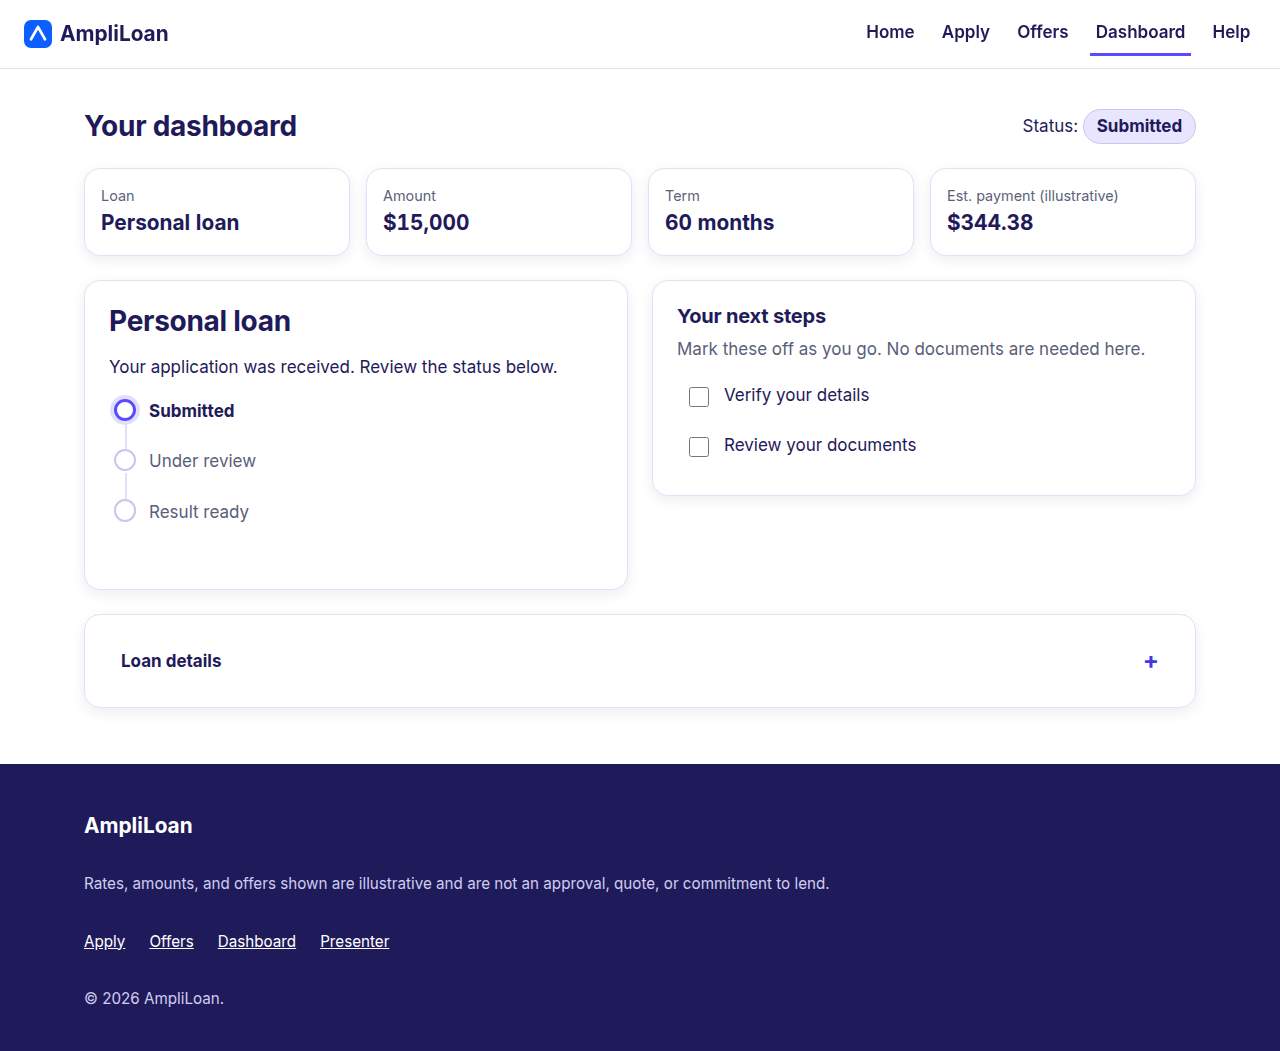 AmpliLoan
Home
Apply
Offers
Dashboard
Help
Your dashboard
Status: Submitted
Loan
Personal loan
Amount
$15,000
Term
60 months
Est. payment (illustrative)
$344.38
Personal loan
Your application was received. Review the status below.
Submitted
Under review
Result ready
Your next steps
Mark these off as you go. No documents are needed here.
Verify your details
Review your documents
Loan details
+
AmpliLoan
Rates, amounts, and offers shown are illustrative and are not an approval, quote, or commitment to lend.
Apply
Offers
Dashboard
Presenter
© 2026 AmpliLoan.